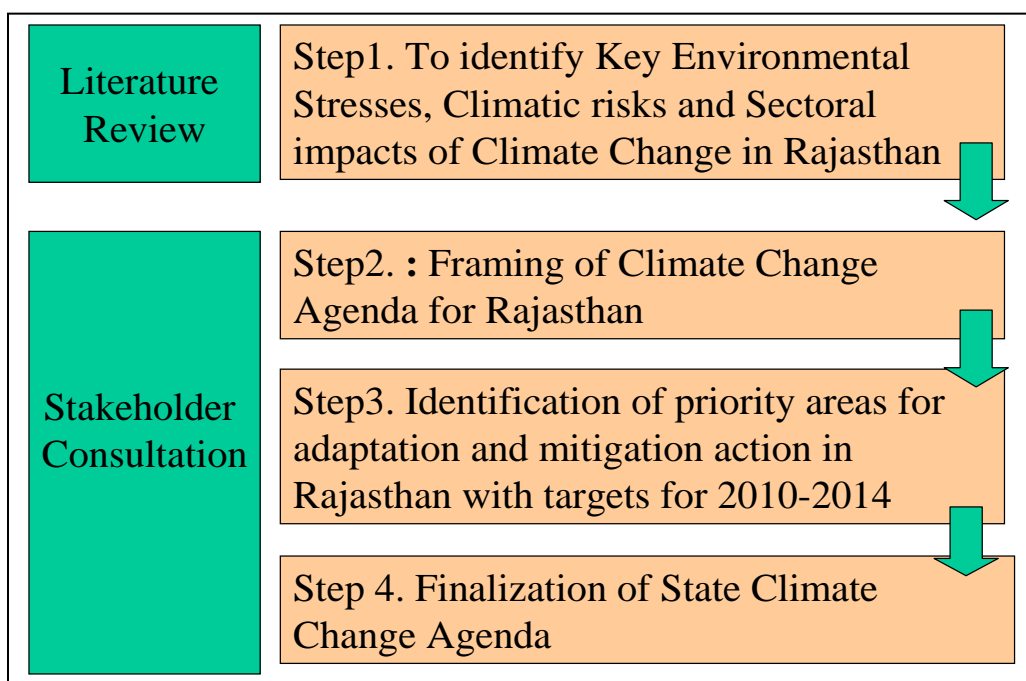 Literature
Review
Step1. To identify Key Environmental
Stresses, Climatic risks and Sectoral
impacts of Climate Change in Rajasthan
Stakeholder
Consultation
Step2. : Framing of Climate Change
Agenda for Rajasthan
Step3. Identification of priority areas for
adaptation and mitigation action in
Rajasthan with targets for 2010-2014
Step 4. Finalization of State Climate
Change Agenda